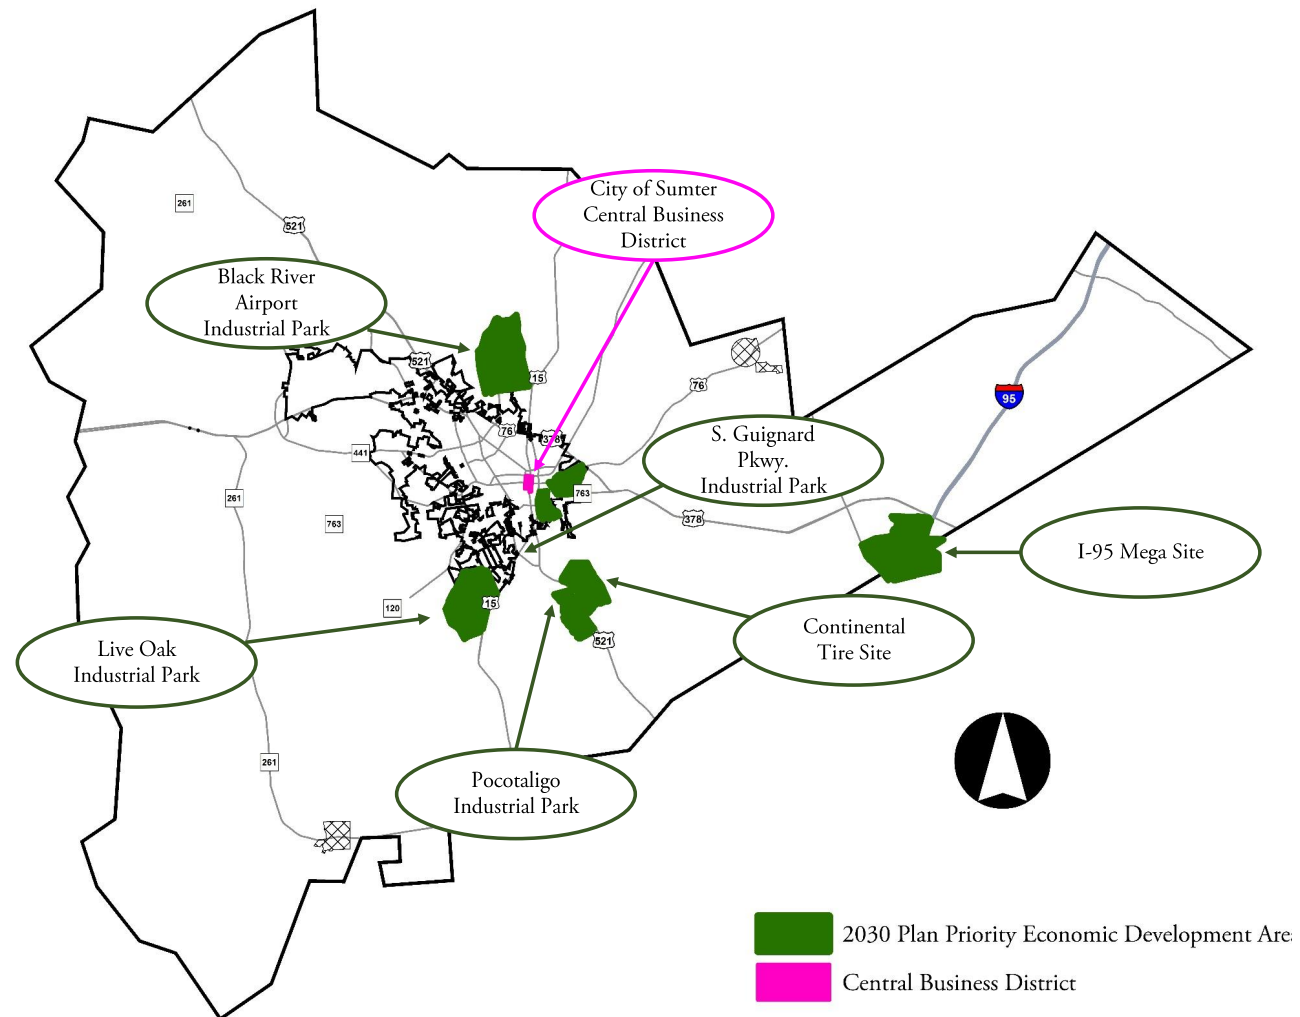 City of Sumter
Central Business
District
261
521
Black River
Airport
Industrial Park
95
521
15
76
76
378
S. Guignard
Pkwy.
Industrial Park
441
763
261
763
378
I-95 Mega Site
120
15
521
Continental
Tire Site
Live Oak
Industrial Park
261
Pocotaligo
Industrial Park
2030 Plan Priority Economic Development Are
Central Business District